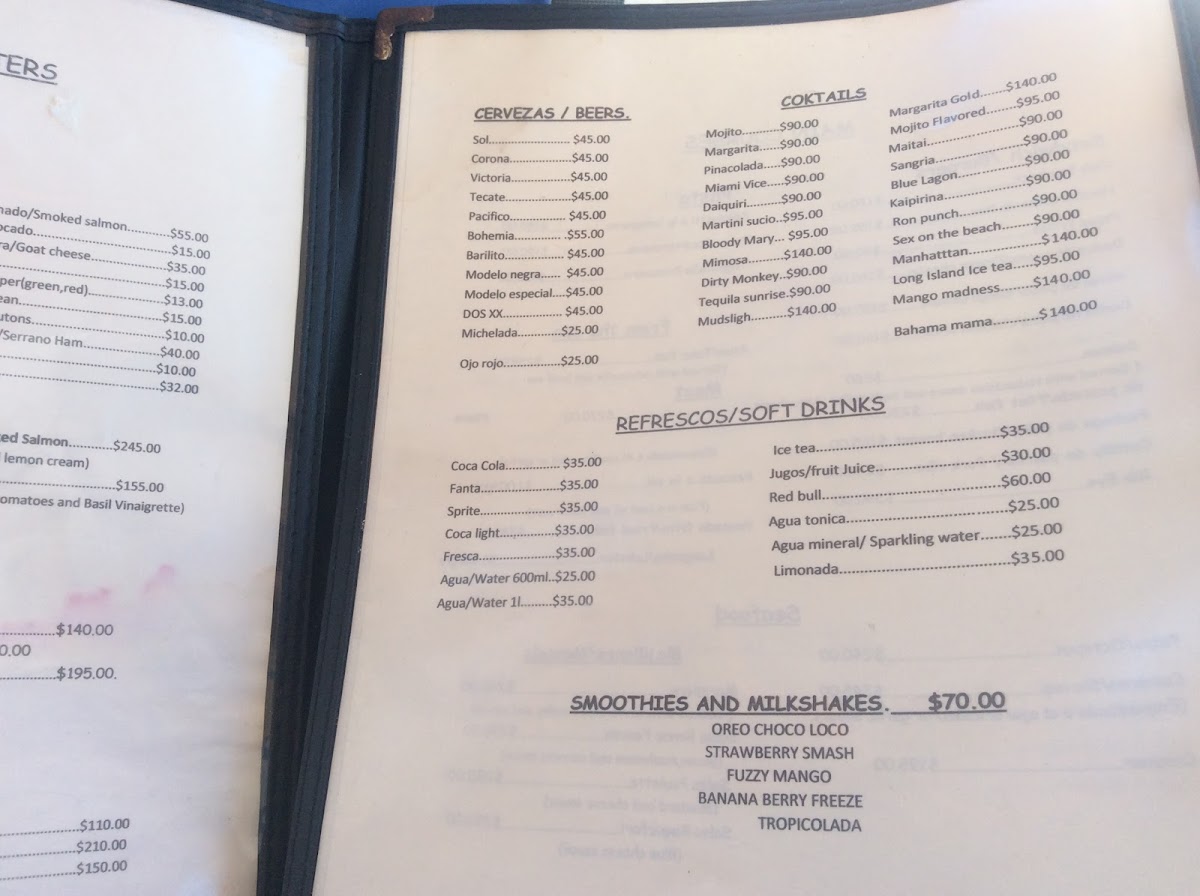 TERS
nado/Smoked salmon...........$55.00
ocado.................................$15.00
ra/Goat cheese...................$35.00
.......................................$15.00
per(green,red)...................$13.00
ean...................................$15.00
utons.................................$10.00
/Serrano Ham...................$40.00
.......................................$10.00
.......................................$32.00
ed Salmon...........$245.00
lemon cream)
.......................$155.00
omatoes and Basil Vinaigrette)
..............$140.00
0.00
..............$195.00.
..............$110.00
..............$210.00
..............$150.00
CERVEZAS / BEERS.
Sol........................ $45.00
Corona..................$45.00
Victoria.................$45.00
Tecate...................$45.00
Pacifico................. $45.00
Bohemia...............$55.00
Barilito.................. $45.00
Modelo negra...... $45.00
Modelo especial....$45.00
DOS XX.................. $45.00
Michelada.............$25.00
Ojo rojo.................$25.00
COKTAILS
Mojito...........$90.00
Margarita......$90.00
Pinacolada.....$90.00
Miami Vice.....$90.00
Daiquiri.........$90.00
Martini sucio..$95.00
Bloody Mary... $95.00
Mimosa..........$140.00
Dirty Monkey..$90.00
Tequila sunrise.$90.00
Mudsligh..........$140.00
Margarita Gold.......$140.00
Mojito Flavored.......$95.00
Maitai......................$90.00
Sangria....................$90.00
Blue Lagon...............$90.00
Kaipirina..................$90.00
Ron punch...............$90.00
Sex on the beach......$90.00
Manhatttan.............$140.00
Long Island Ice tea.....$95.00
Mango madness.......$140.00
Bahama mama..........$140.00
REFRESCOS/SOFT DRINKS
Coca Cola.............. $35.00
Fanta.....................$35.00
Sprite.....................$35.00
Coca light...............$35.00
Fresca....................$35.00
Agua/Water 600ml..$25.00
Agua/Water 1l.........$35.00
Ice tea.......................................$35.00
Jugos/fruit Juice...........................$30.00
Red bull......................................$60.00
Agua tonica..................................$25.00
Agua mineral/ Sparkling water.......$25.00
Limonada.....................................$35.00
SMOOTHIES AND MILKSHAKES. $70.00
OREO CHOCO LOCO
STRAWBERRY SMASH
FUZZY MANGO
BANANA BERRY FREEZE
TROPICOLADA